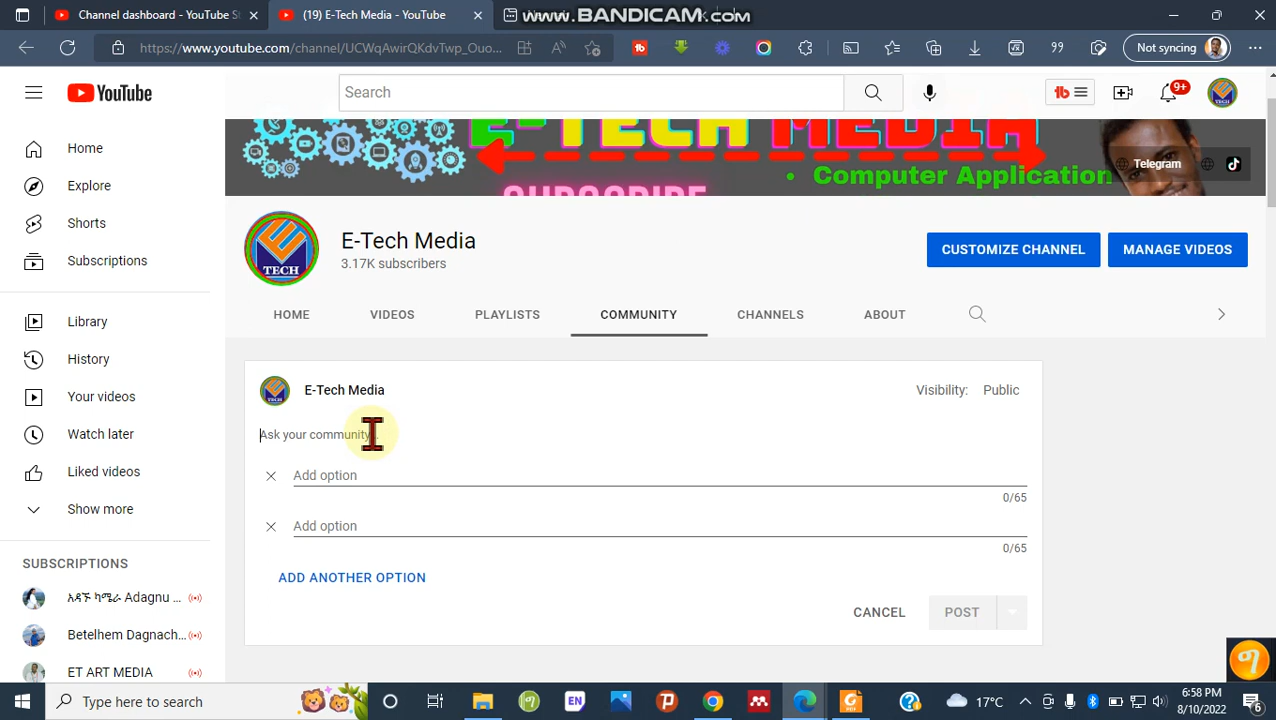 Channel dashboard - YouTube St
(19) E-Tech Media - YouTube
www.BANDICAM.com
https://www.youtube.com/channel/UCWqAwirQKdvTwp_Ouo...
Not syncing
YouTube
Search
9+
Home
Explore
Shorts
Subscriptions
Library
History
Your videos
Watch later
Liked videos
Show more
SUBSCRIPTIONS
አዳኙ ካሜራ Adagnu ...
Betelhem Dagnach...
ET ART MEDIA
E-TECH MEDIA
SUBSCRIBE
• Computer Application
Telegram
TECH
E-Tech Media
3.17K subscribers
CUSTOMIZE CHANNEL
MANAGE VIDEOS
HOME
VIDEOS
PLAYLISTS
COMMUNITY
CHANNELS
ABOUT
E-Tech Media
Visibility: Public
Ask your community
Add option
0/65
Add option
0/65
ADD ANOTHER OPTION
CANCEL
POST
Type here to search
EN
17°C
6:58 PM
8/10/2022
6